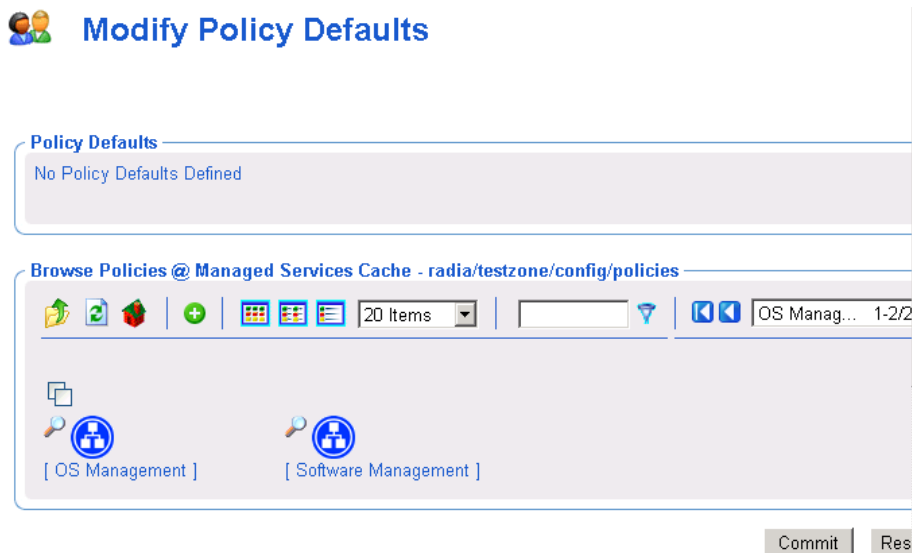 Modify Policy Defaults
Policy Defaults
No Policy Defaults Defined
Browse Policies @ Managed Services Cache - radia/testzone/config/policies
20 Items OS Manag... 1-2/2
[ OS Management ] [ Software Management ]
Commit Res